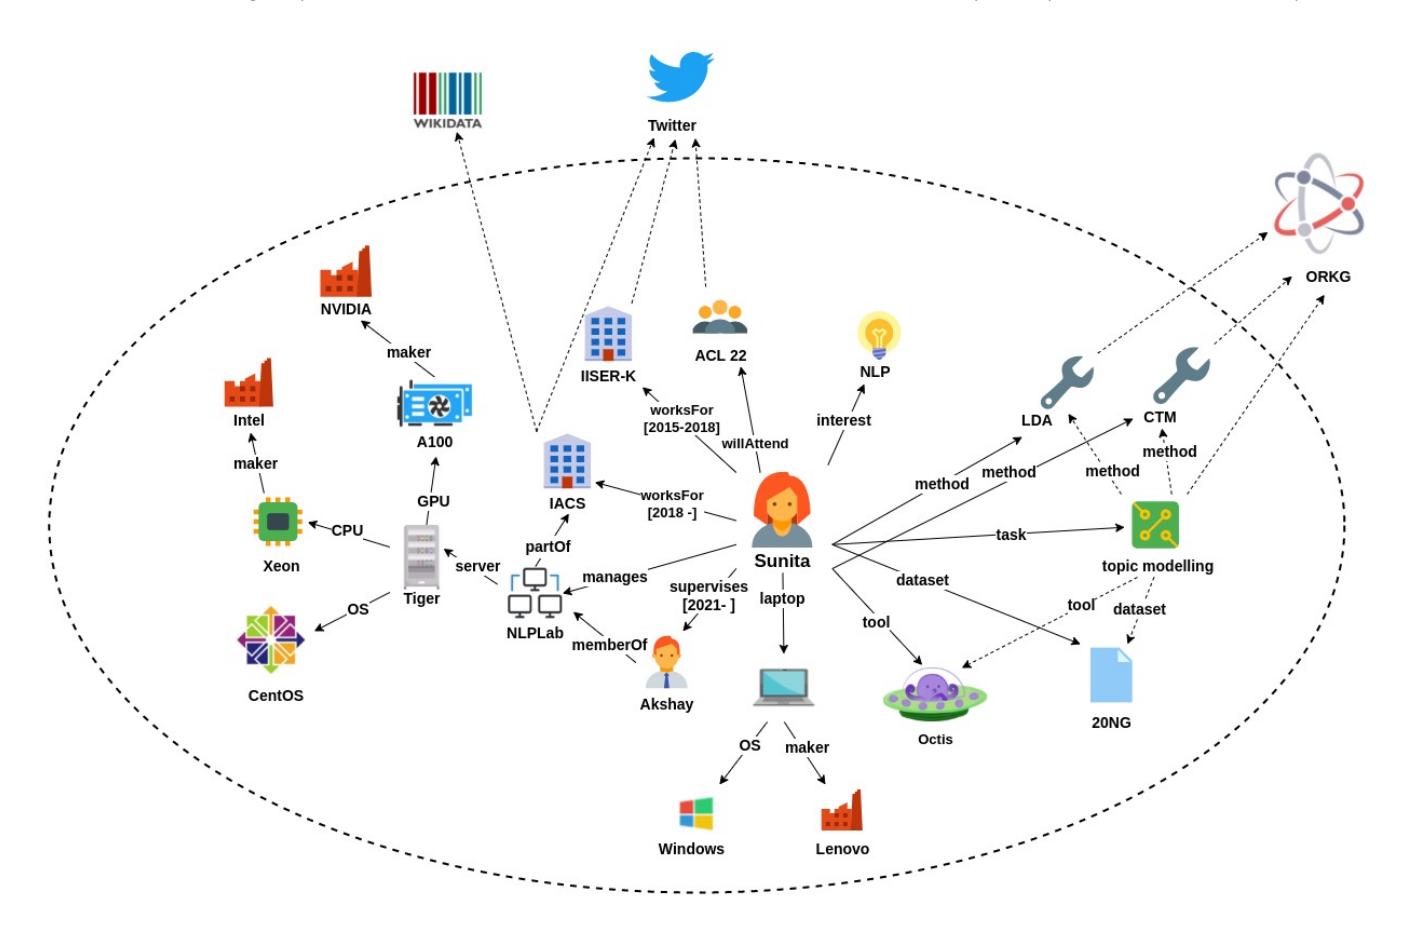 WIKIDATA
Twitter
ORKG
NVIDIA
maker
IISER-K
ACL 22
NLP
Intel
A100
worksFor
[2015-2018]
willAttend
interest
LDA
CTM
maker
GPU
IACS
worksFor
[2018 -]
method
method
method
method
CPU
Xeon
partOf
server
Tiger
manages
Sunita
task
topic modelling
OS
NLPLab
supervises
[2021- ]
laptop
dataset
tool
dataset
tool
CentOS
memberOf
Akshay
Octis
20NG
OS
maker
Windows
Lenovo